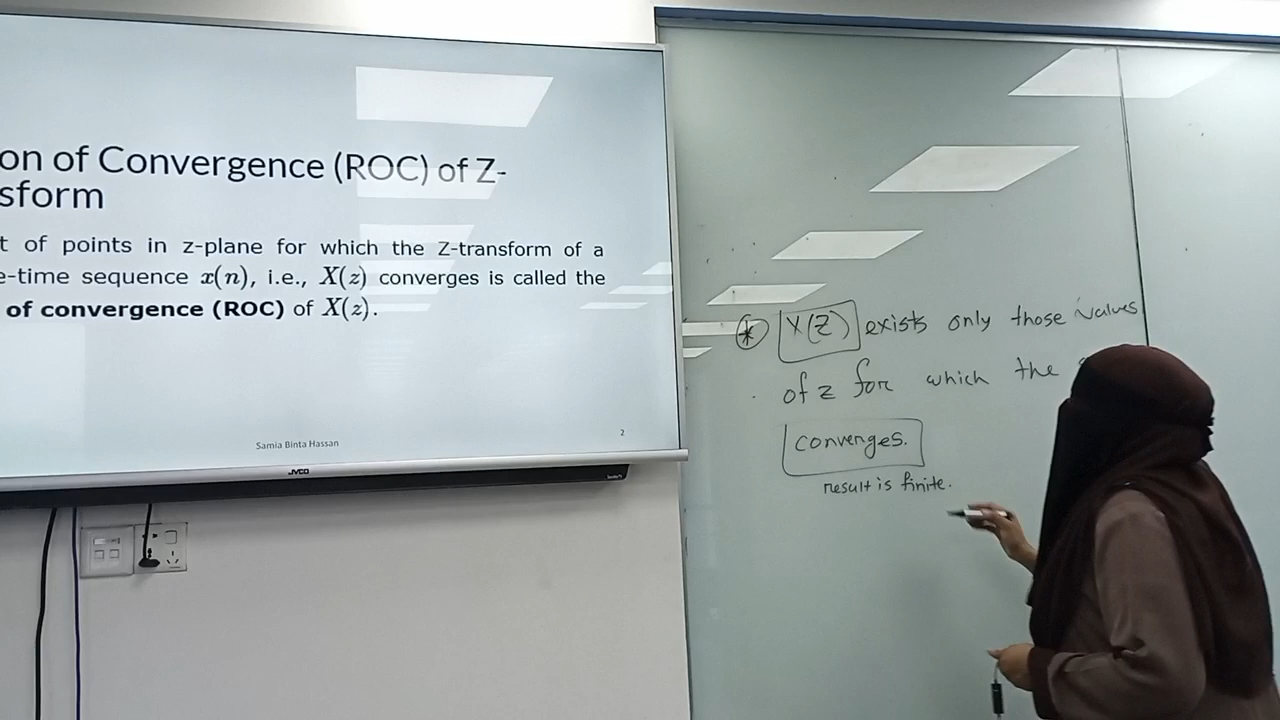 on of Convergence (ROC) of Z-
sform
t of points in z-plane for which the Z-transform of a
e-time sequence x(n), i.e., X(z) converges is called the
of convergence (ROC) of X(z).
Samia Binta Hassan
2
JVCO
* X(Z) exists only those values
of z for which the
converges.
result is finite.